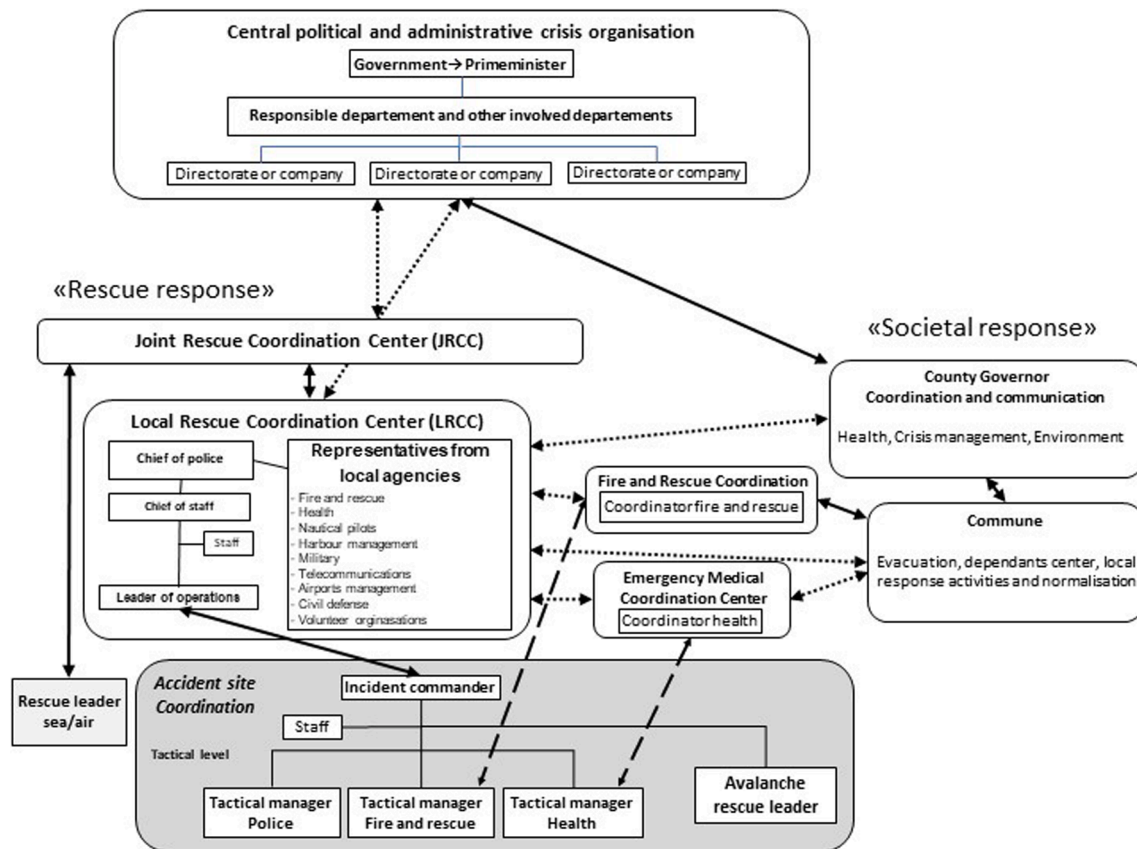 Central political and administrative crisis organisation
Government→ Primeminister
Responsible departement and other involved departements
Directorate or company
Directorate or company
Directorate or company
«Rescue response»
Joint Rescue Coordination Center (JRCC)
«Societal response»
County Governor
Coordination and communication
Health, Crisis management, Environment
Local Rescue Coordination Center (LRCC)
Chief of police
Chief of staff
Staff
Leader of operations
Representatives from
local agencies
- Fire and rescue
- Health
- Nautical pilots
- Harbour management
- Military
- Telecommunications
- Airports management
- Civil defense
- Volunteer orginasations
Fire and Rescue Coordination
Coordinator fire and rescue
Commune
Evacuation, dependants center, local
response activities and normalisation
Emergency Medical
Coordination Center
Coordinator health
Rescue leader
sea/air
Accident site
Coordination
Incident commander
Staff
Tactical level
Tactical manager
Police
Tactical manager
Fire and rescue
Tactical manager
Health
Avalanche
rescue leader